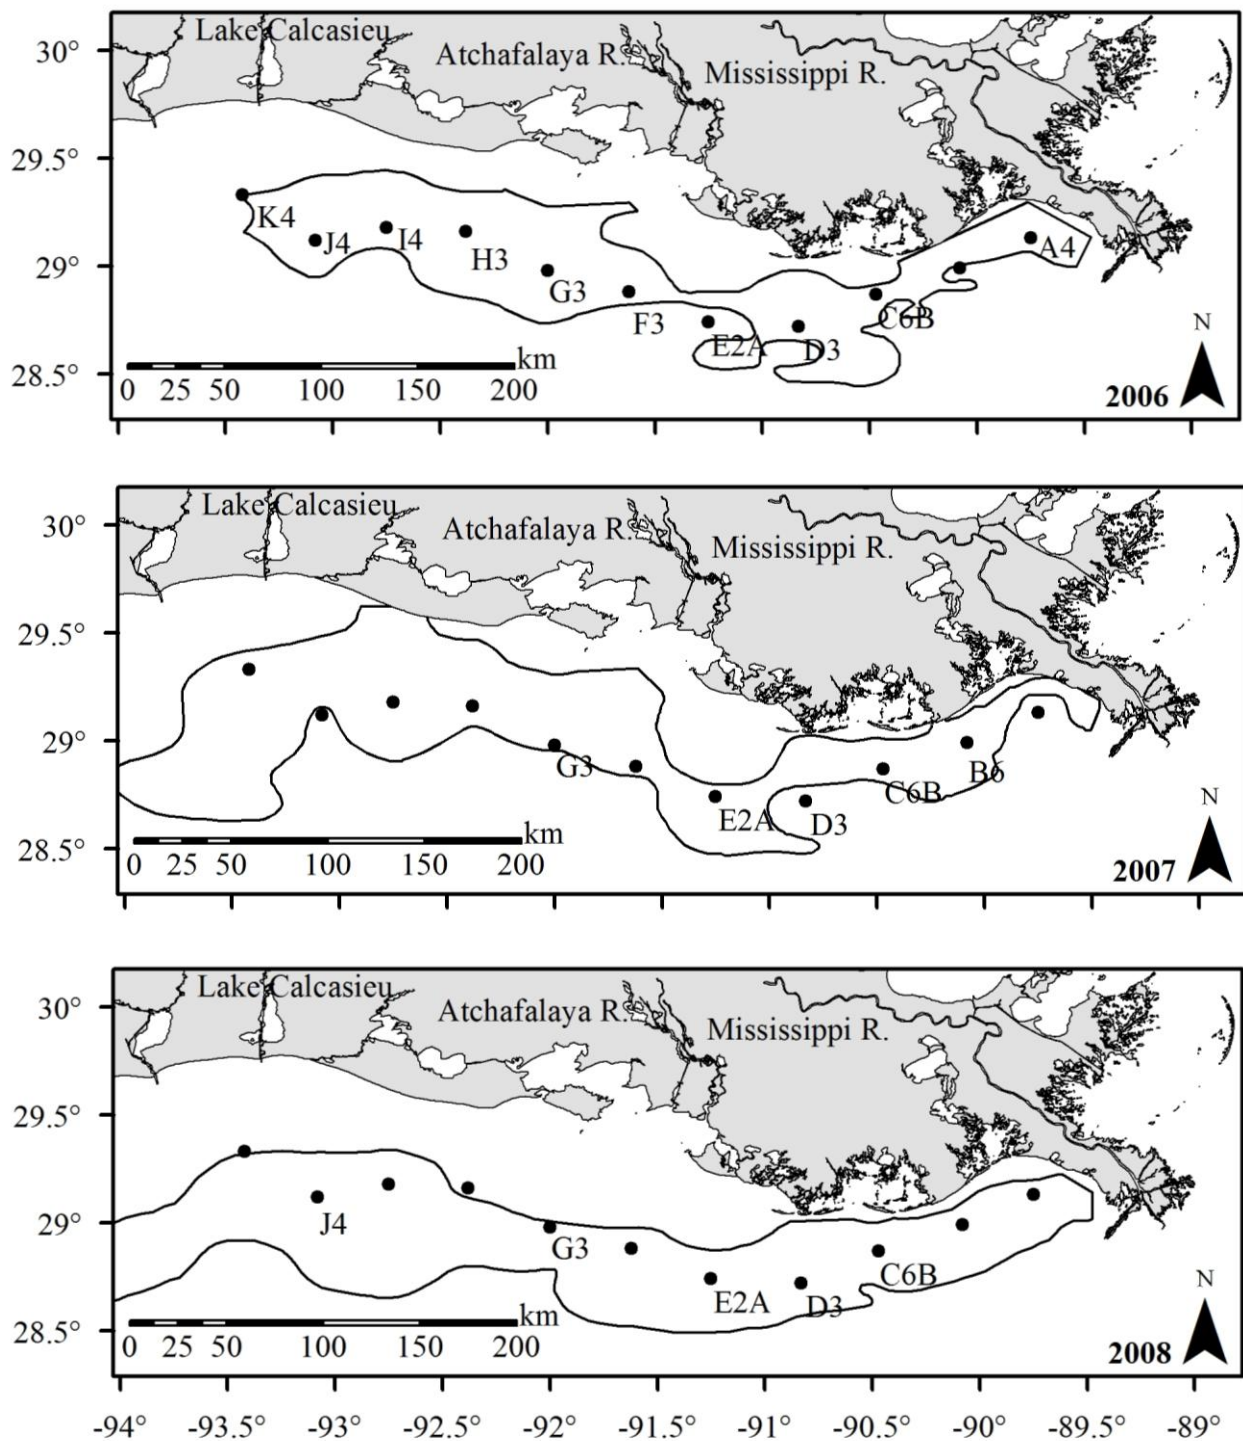 Lake Calcasieu
30°
Atchafalaya R.
Mississippi R.
29.5°
K4
J4
I4
H3
A4
29°
G3
F3
C6B
E2A
D3
km
N
28.5°
0 25 50 100 150 200
2006
Lake Calcasieu
30°
Atchafalaya R.
Mississippi R.
29.5°
29°
G3
B6
C6B
E2A
D3
km
N
28.5°
0 25 50 100 150 200
2007
Lake Calcasieu
30°
Atchafalaya R.
Mississippi R.
29.5°
29°
J4
G3
C6B
E2A
D3
km
N
28.5°
0 25 50 100 150 200
2008
-94° -93.5° -93° -92.5° -92° -91.5° -91° -90.5° -90° -89.5° -89°